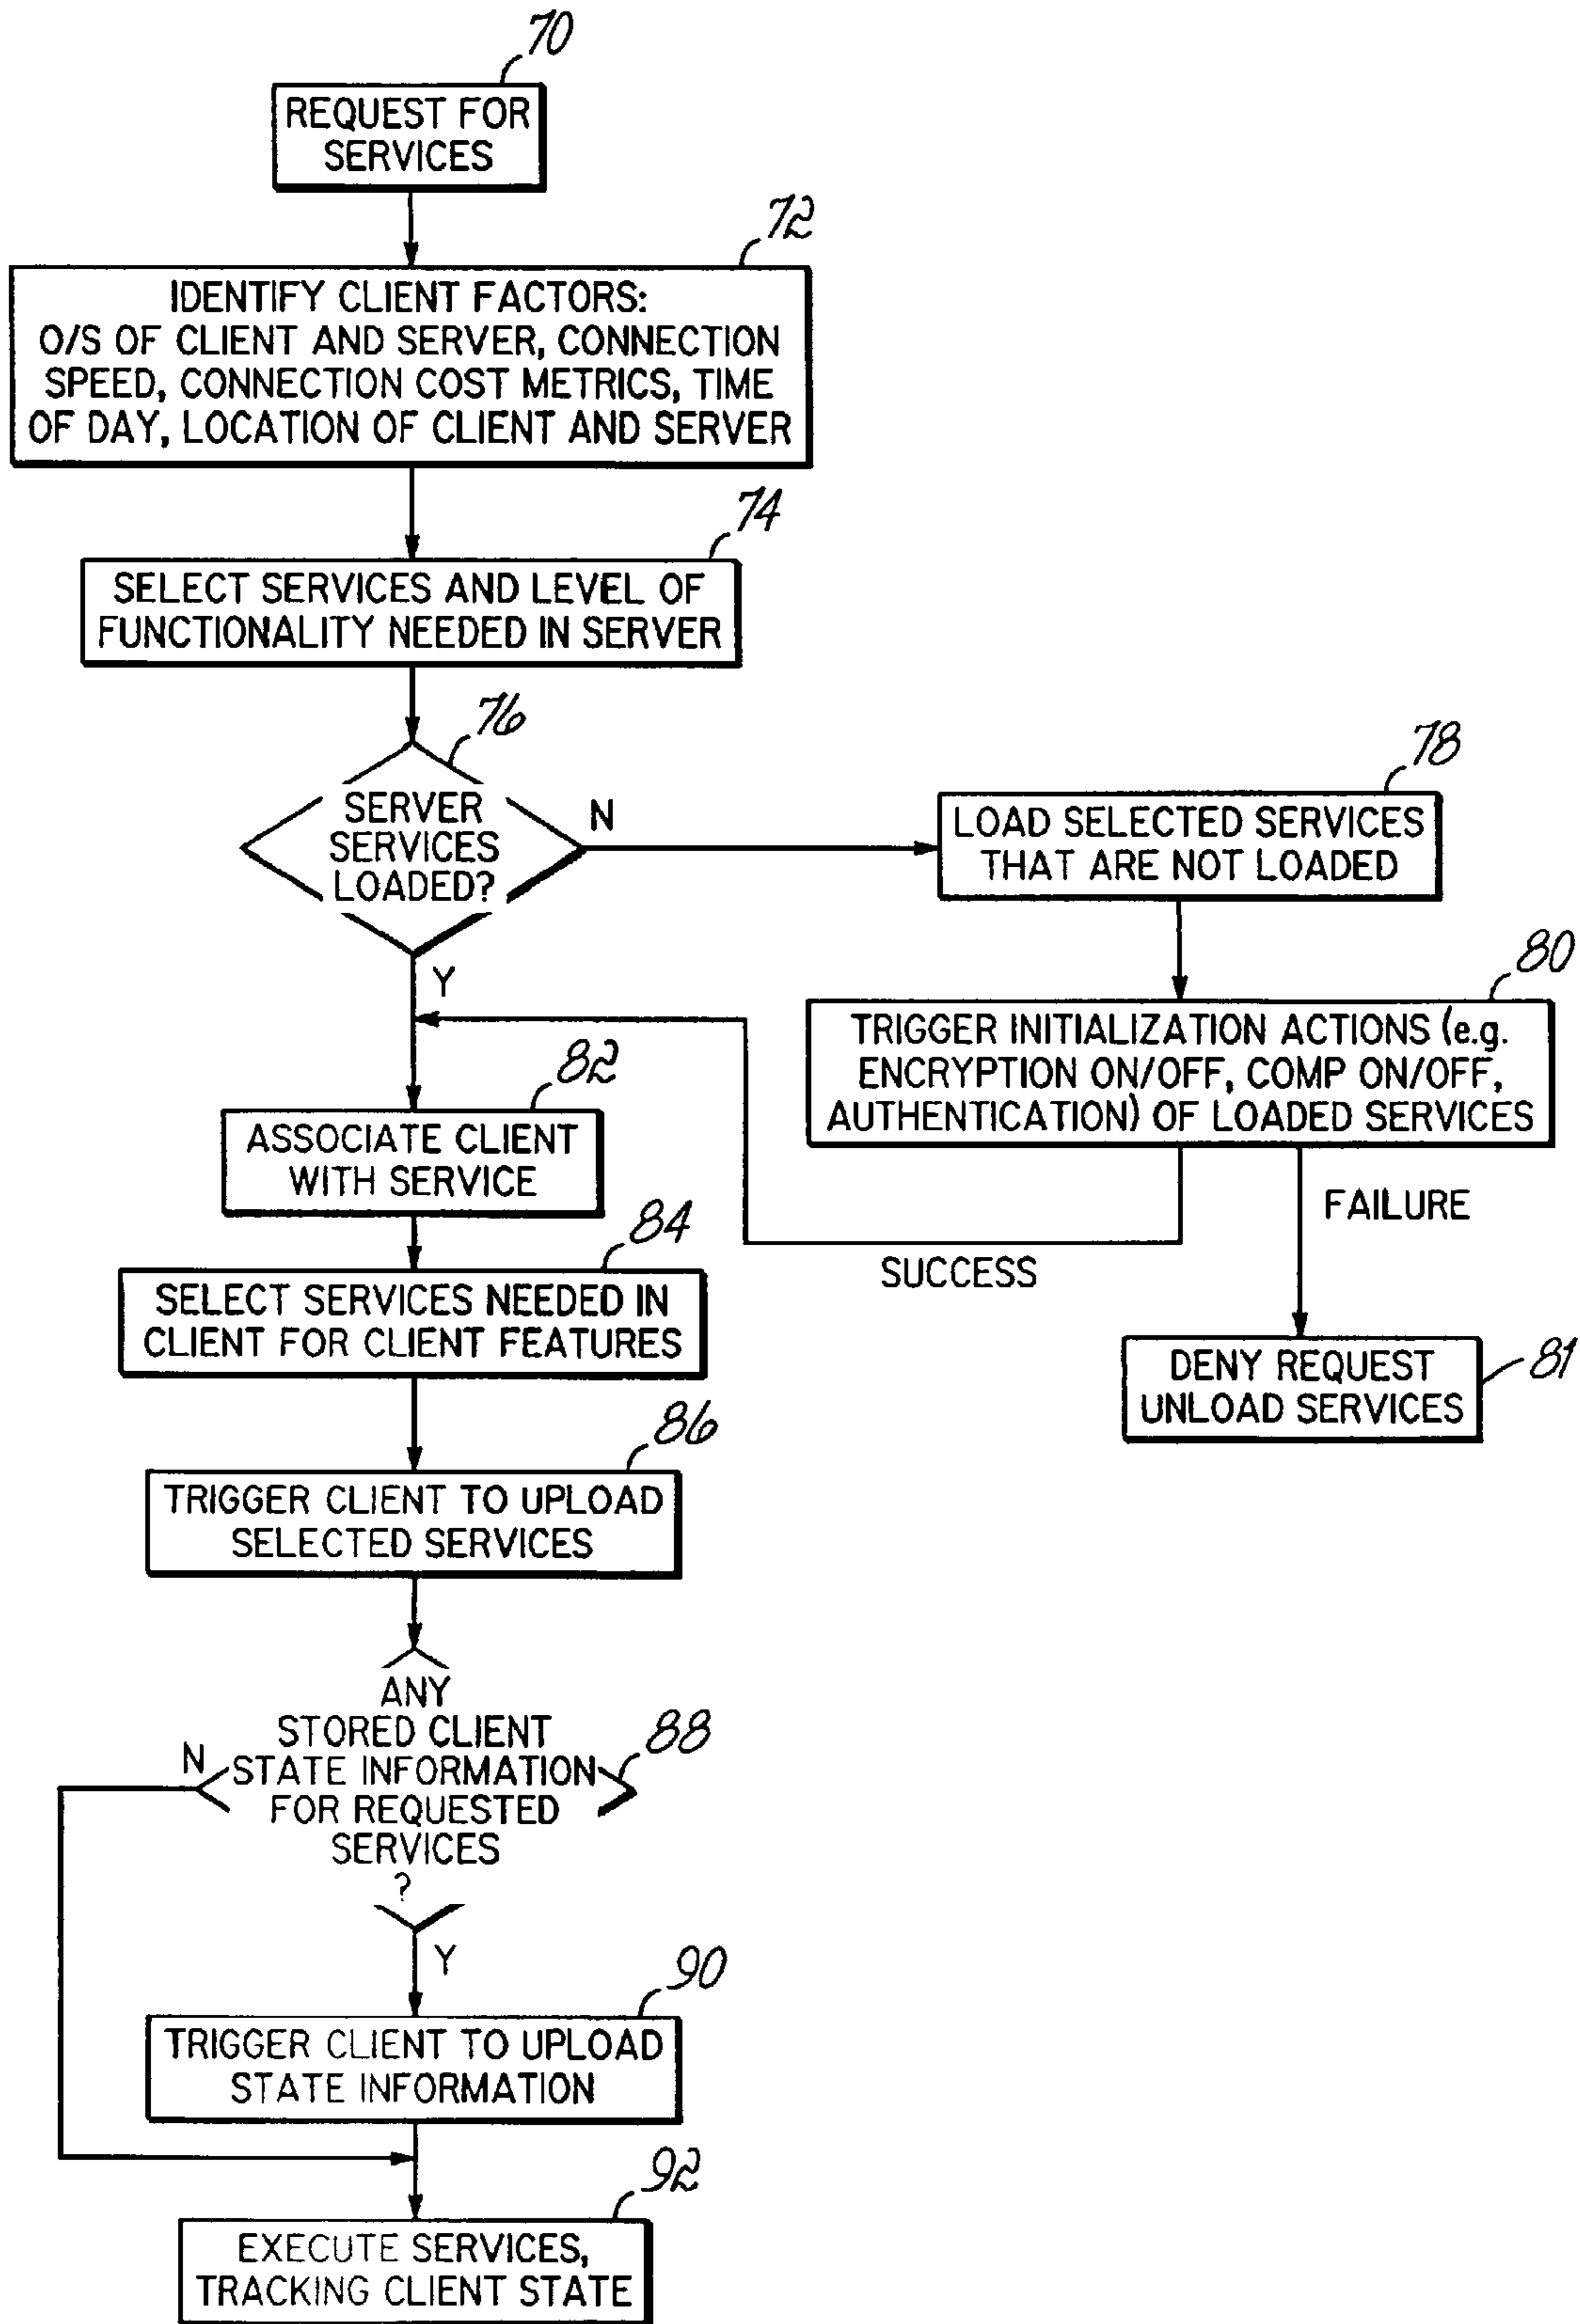 70
REQUEST FOR
SERVICES
72
IDENTIFY CLIENT FACTORS:
O/S OF CLIENT AND SERVER, CONNECTION
SPEED, CONNECTION COST METRICS, TIME
OF DAY, LOCATION OF CLIENT AND SERVER
74
SELECT SERVICES AND LEVEL OF
FUNCTIONALITY NEEDED IN SERVER
76
SERVER
SERVICES
LOADED?
N
Y
78
LOAD SELECTED SERVICES
THAT ARE NOT LOADED
80
TRIGGER INITIALIZATION ACTIONS (e.g.
ENCRYPTION ON/OFF, COMP ON/OFF,
AUTHENTICATION) OF LOADED SERVICES
SUCCESS
FAILURE
81
DENY REQUEST
UNLOAD SERVICES
82
ASSOCIATE CLIENT
WITH SERVICE
84
SELECT SERVICES NEEDED IN
CLIENT FOR CLIENT FEATURES
86
TRIGGER CLIENT TO UPLOAD
SELECTED SERVICES
88
ANY
STORED CLIENT
STATE INFORMATION
FOR REQUESTED
SERVICES
?
N
Y
90
TRIGGER CLIENT TO UPLOAD
STATE INFORMATION
92
EXECUTE SERVICES,
TRACKING CLIENT STATE